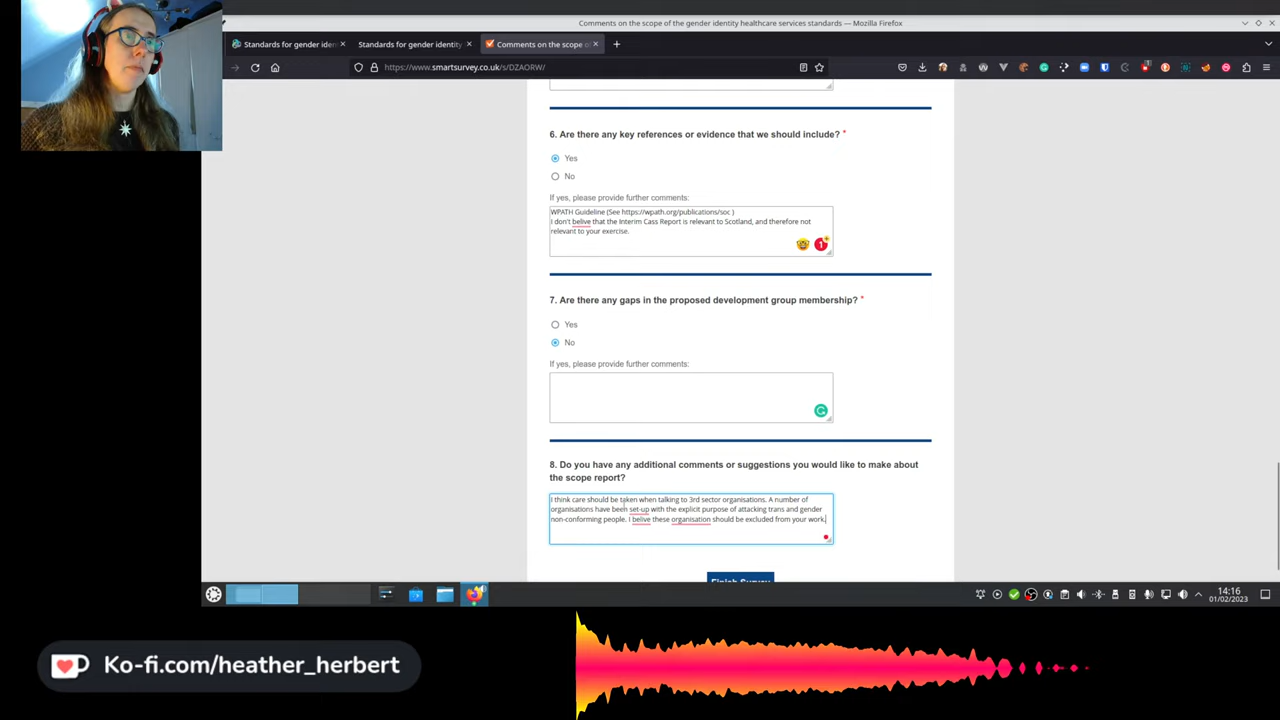 Comments on the scope of the gender identity healthcare services standards — Mozilla Firefox
Standards for gender iden
Standards for gender identity
Comments on the scope of
https://www.smartsurvey.co.uk/s/DZAORW/
6. Are there any key references or evidence that we should include? *
Yes
No
If yes, please provide further comments:
WPATH Guideline (See https://wpath.org/publications/soc )
I don't belive that the Interim Cass Report is relevant to Scotland, and therefore not
relevant to your exercise.
1
7. Are there any gaps in the proposed development group membership? *
Yes
No
If yes, please provide further comments:
8. Do you have any additional comments or suggestions you would like to make about
the scope report?
I think care should be taken when talking to 3rd sector organisations. A number of
organisations have been set-up with the explicit purpose of attacking trans and gender
non-conforming people. I belive these organisation should be excluded from your work.
Finish Survey
14:16
01/02/2023
Ko-fi.com/heather_herbert